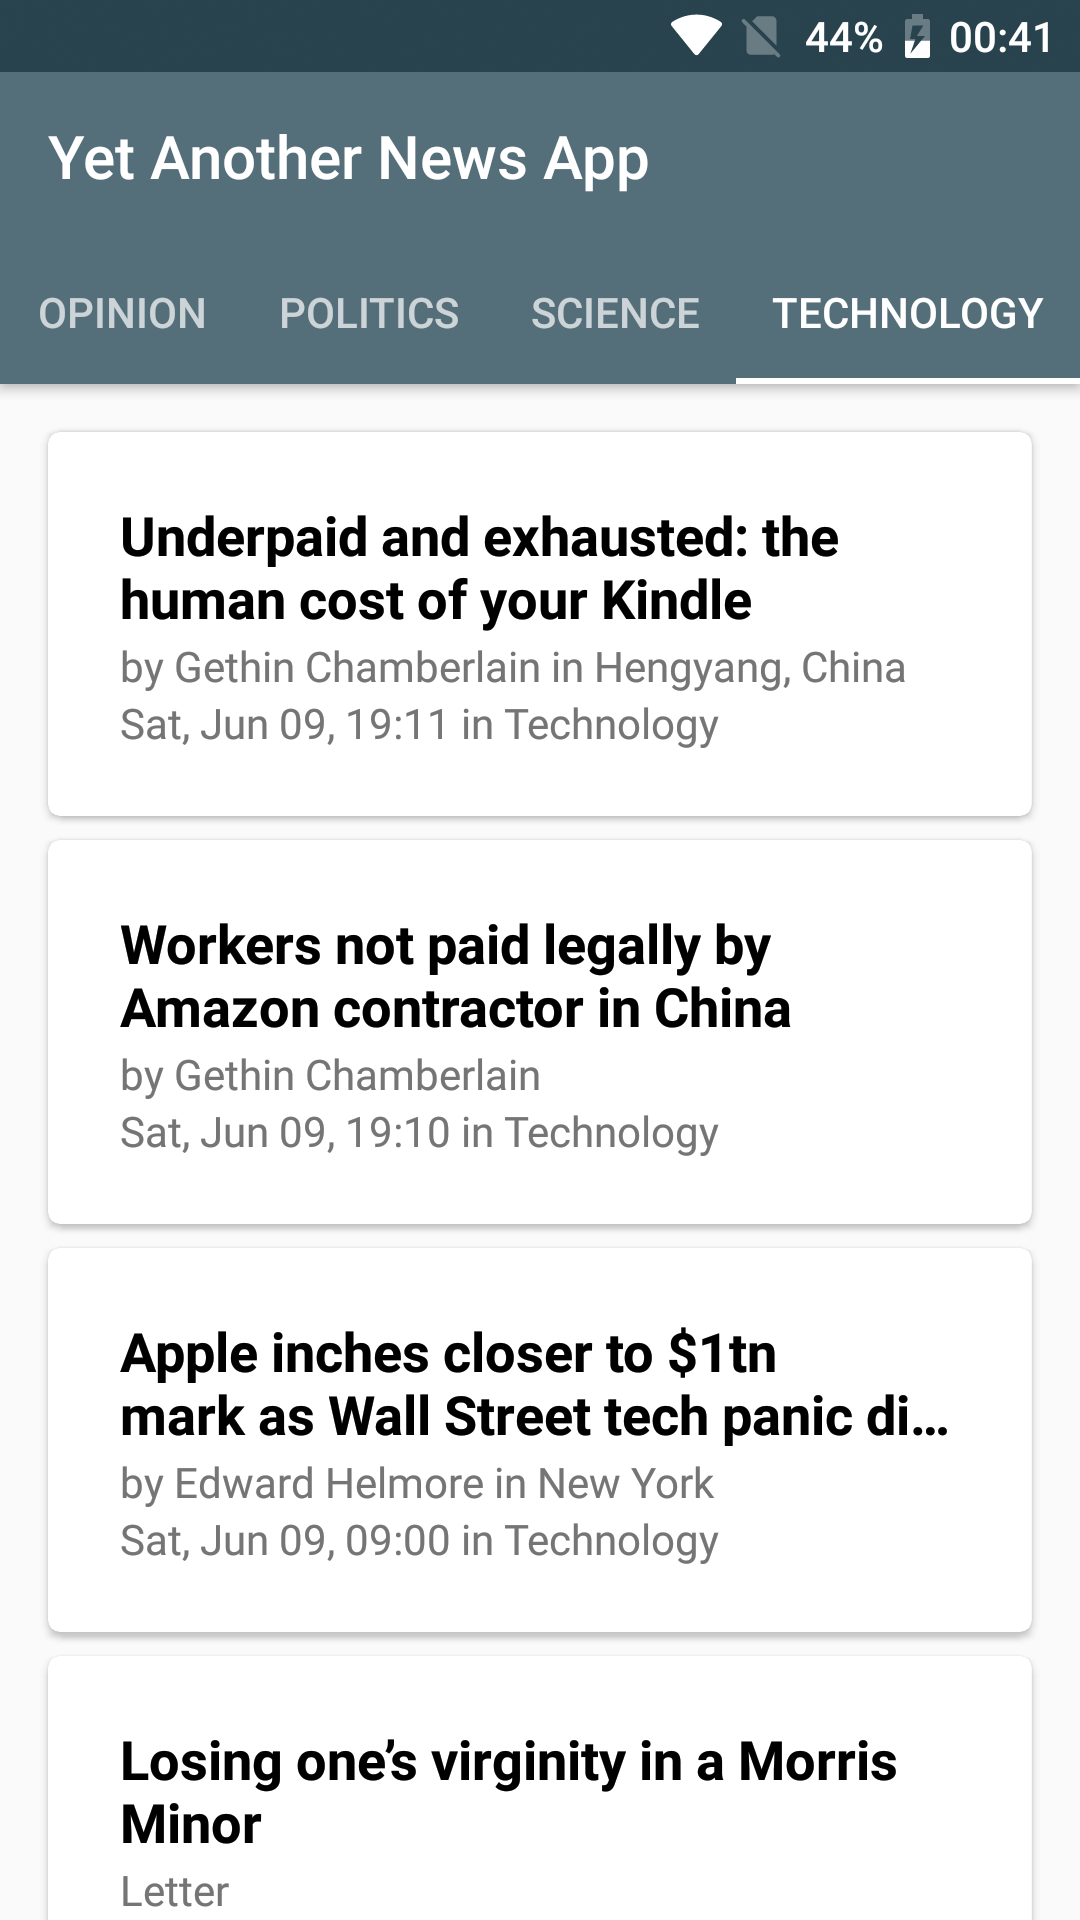 44% 00:41
Yet Another News App
OPINION POLITICS SCIENCE TECHNOLOGY
Underpaid and exhausted: the
human cost of your Kindle
by Gethin Chamberlain in Hengyang, China
Sat, Jun 09, 19:11 in Technology
Workers not paid legally by
Amazon contractor in China
by Gethin Chamberlain
Sat, Jun 09, 19:10 in Technology
Apple inches closer to $1tn
mark as Wall Street tech panic di…
by Edward Helmore in New York
Sat, Jun 09, 09:00 in Technology
Losing one’s virginity in a Morris
Minor
Letter